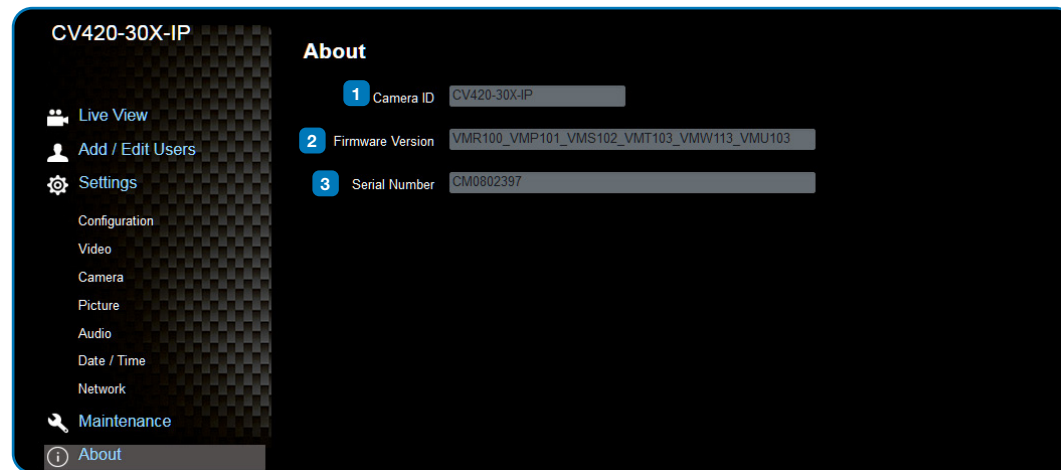 CV420-30X-IP
Live View
Add / Edit Users
Settings
Configuration
Video
Camera
Picture
Audio
Date / Time
Network
Maintenance
About
About
1 Camera ID CV420-30X-IP
2 Firmware Version VMR100_VMP101_VMS102_VMT103_VMW113_VMU103
3 Serial Number CM0802397